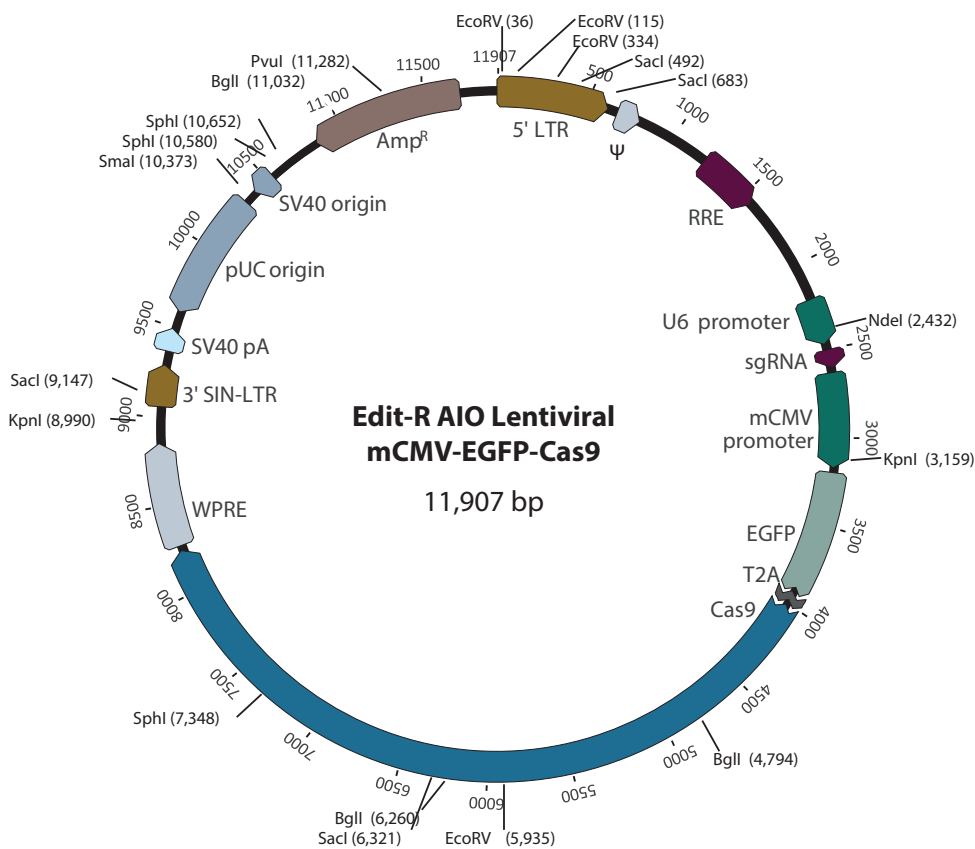 EcoRV (36)
EcoRV (115)
EcoRV (334)
SacI (492)
SacI (683)
PvuI (11,282)
BglI (11,032)
SphI (10,652)
SphI (10,580)
SmaI (10,373)
11907
500
1000
1500
2000
2500
3000
3500
4000
4500
5000
5500
6000
6500
7000
7500
8000
8500
9000
9500
10000
10500
11500
5' LTR
Ψ
RRE
U6 promoter
NdeI (2,432)
sgRNA
mCMV
promoter
KpnI (3,159)
EGFP
T2A
Cas9
BglI (4,794)
EcoRV (5,935)
BglI (6,260)
SacI (6,321)
SphI (7,348)
WPRE
KpnI (8,990)
SacI (9,147)
3' SIN-LTR
SV40 pA
pUC origin
SV40 origin
AmpR
Edit-R AIO Lentiviral
mCMV-EGFP-Cas9
11,907 bp